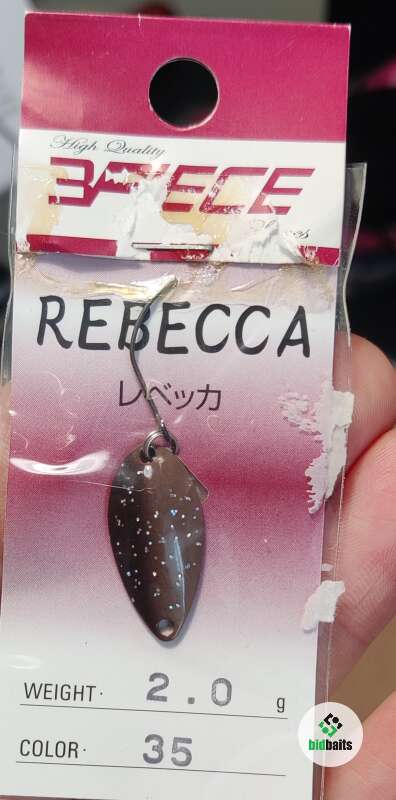 High Quality
REBECCA
レベッカ
WEIGHT· 2.0 g
COLOR· 35
bidbaits